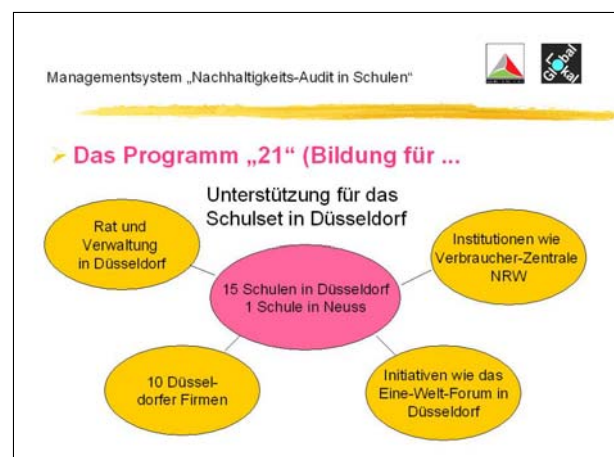 Managementsystem „Nachhaltigkeits-Audit in Schulen“
Global
Lokal
➢ Das Programm „21“ (Bildung für ...
Unterstützung für das
Schulset in Düsseldorf
Rat und
Verwaltung
in Düsseldorf
Institutionen wie
Verbraucher-Zentrale
NRW
15 Schulen in Düsseldorf
1 Schule in Neuss
10 Düssel-
dorfer Firmen
Initiativen wie das
Eine-Welt-Forum in
Düsseldorf